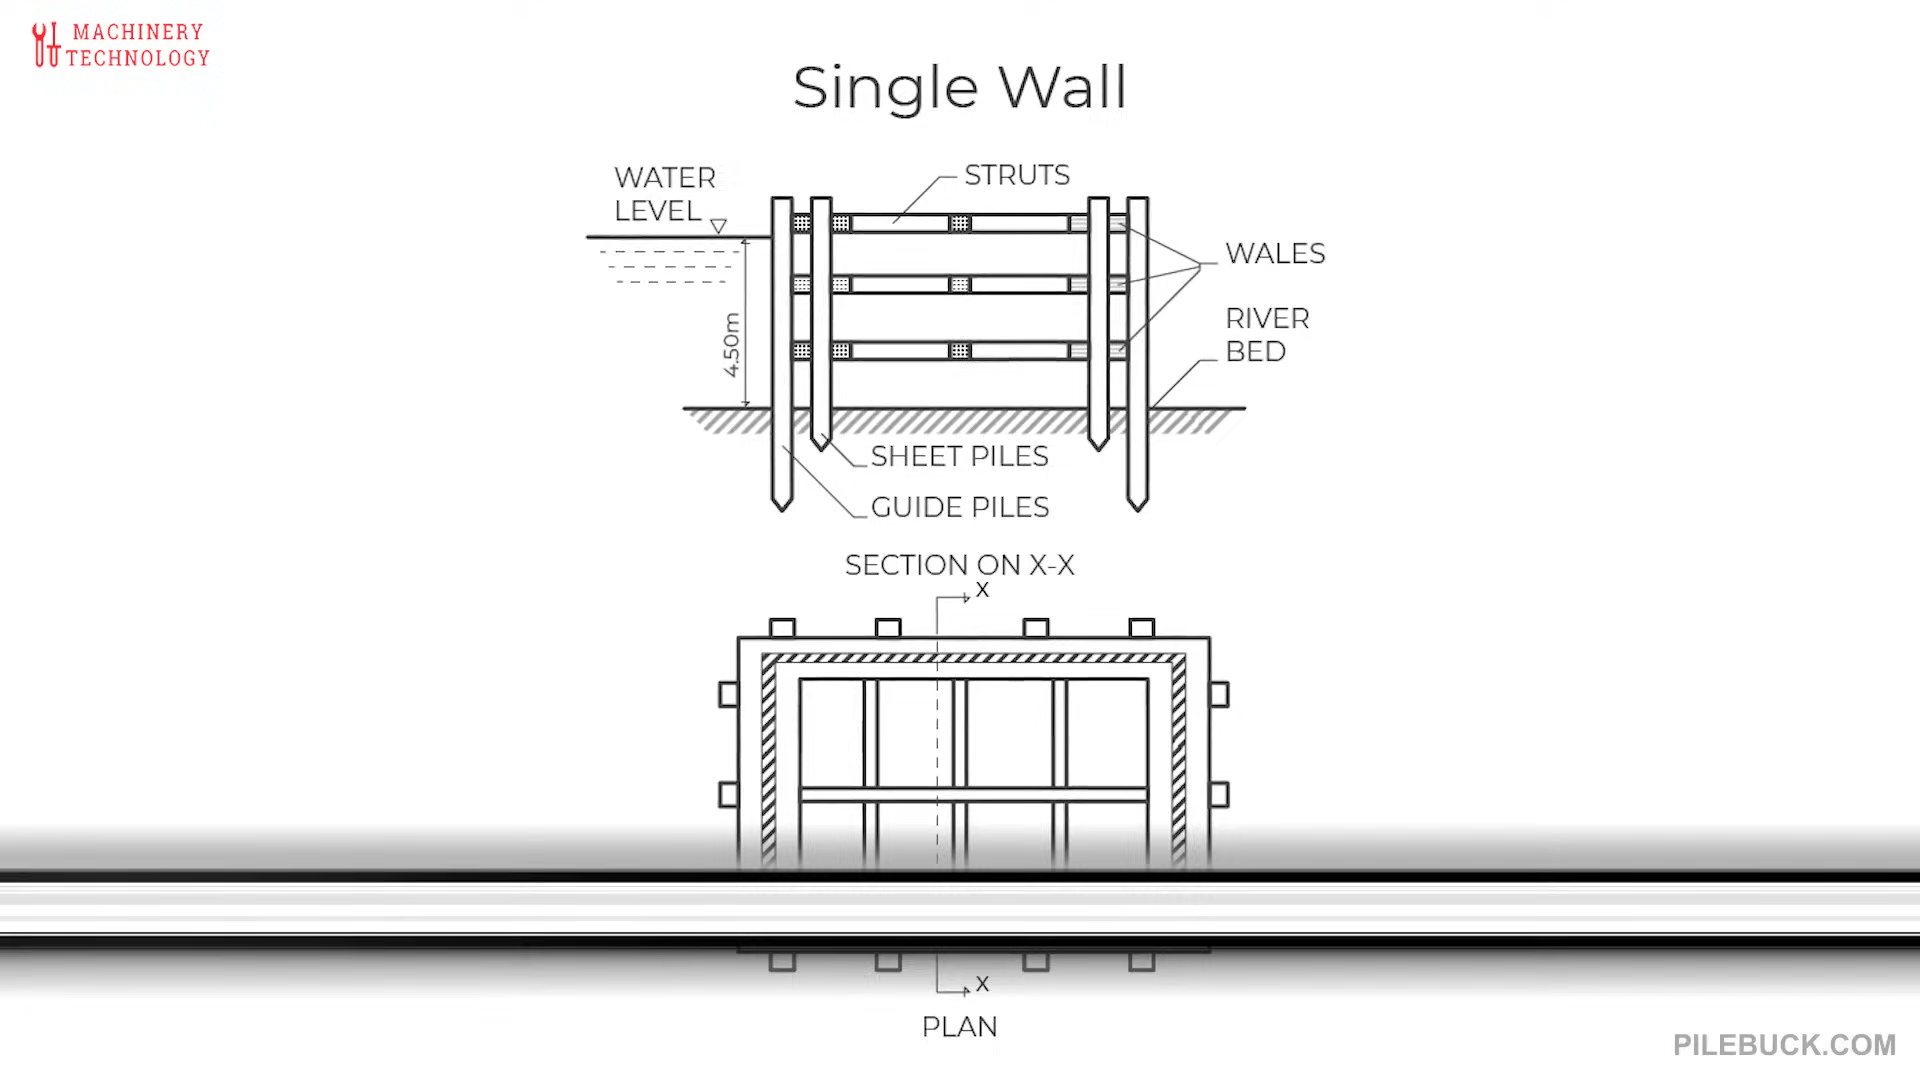 MACHINERY
TECHNOLOGY
Single Wall
WATER
LEVEL
STRUTS
WALES
RIVER
BED
4.50m
SHEET PILES
GUIDE PILES
SECTION ON X-X
X
X
PLAN
PILEBUCK.COM